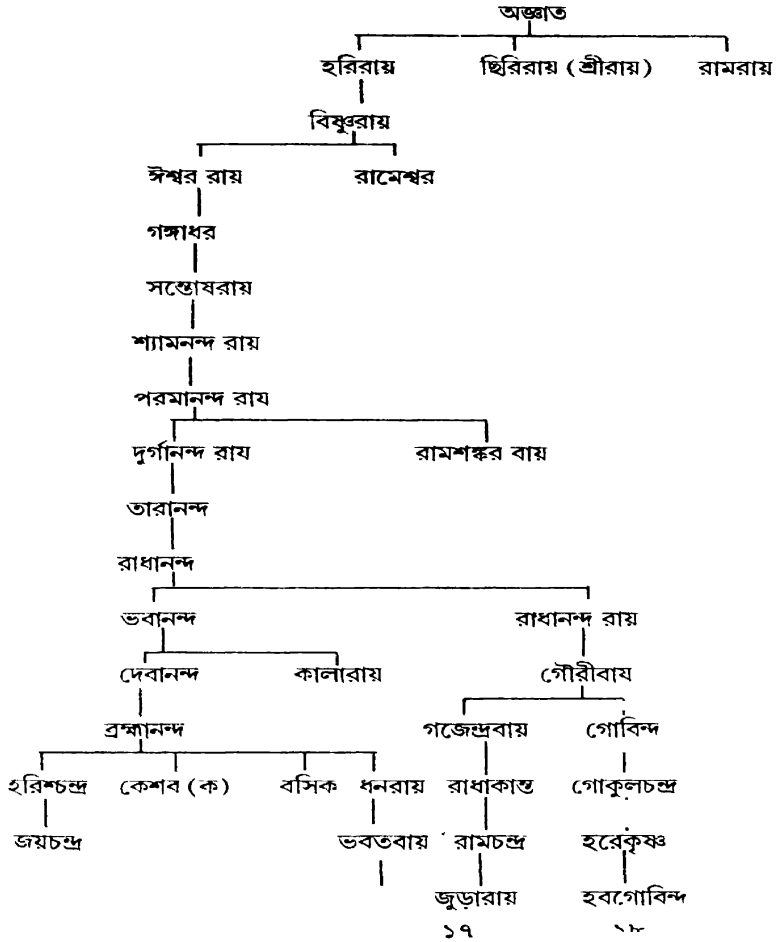 অজ্ঞাত
হরিরায় ছিরিরায় (শ্রীরায়) রামরায়
বিষ্ণুরায়
ঈশ্বর রায় রামেশ্বর
গঙ্গাধর
সন্তোষরায়
শ্যামনন্দ রায়
পরমানন্দ রায
দুর্গানন্দ রায রামশঙ্কর বায়
তারানন্দ
রাধানন্দ
ভবানন্দ রাধানন্দ রায়
দেবানন্দ কালারায় গৌরীবায
ব্রহ্মানন্দ গজেন্দ্রবায় গোবিন্দ
হরিশ্চন্দ্র কেশব (ক) বসিক ধনরায় রাধাকান্ত গোকুলচন্দ্র
জয়চন্দ্র ভবতবায় রামচন্দ্র হরেকৃষ্ণ
জুড়ারায় হবগোবিন্দ
১৭ ১৮